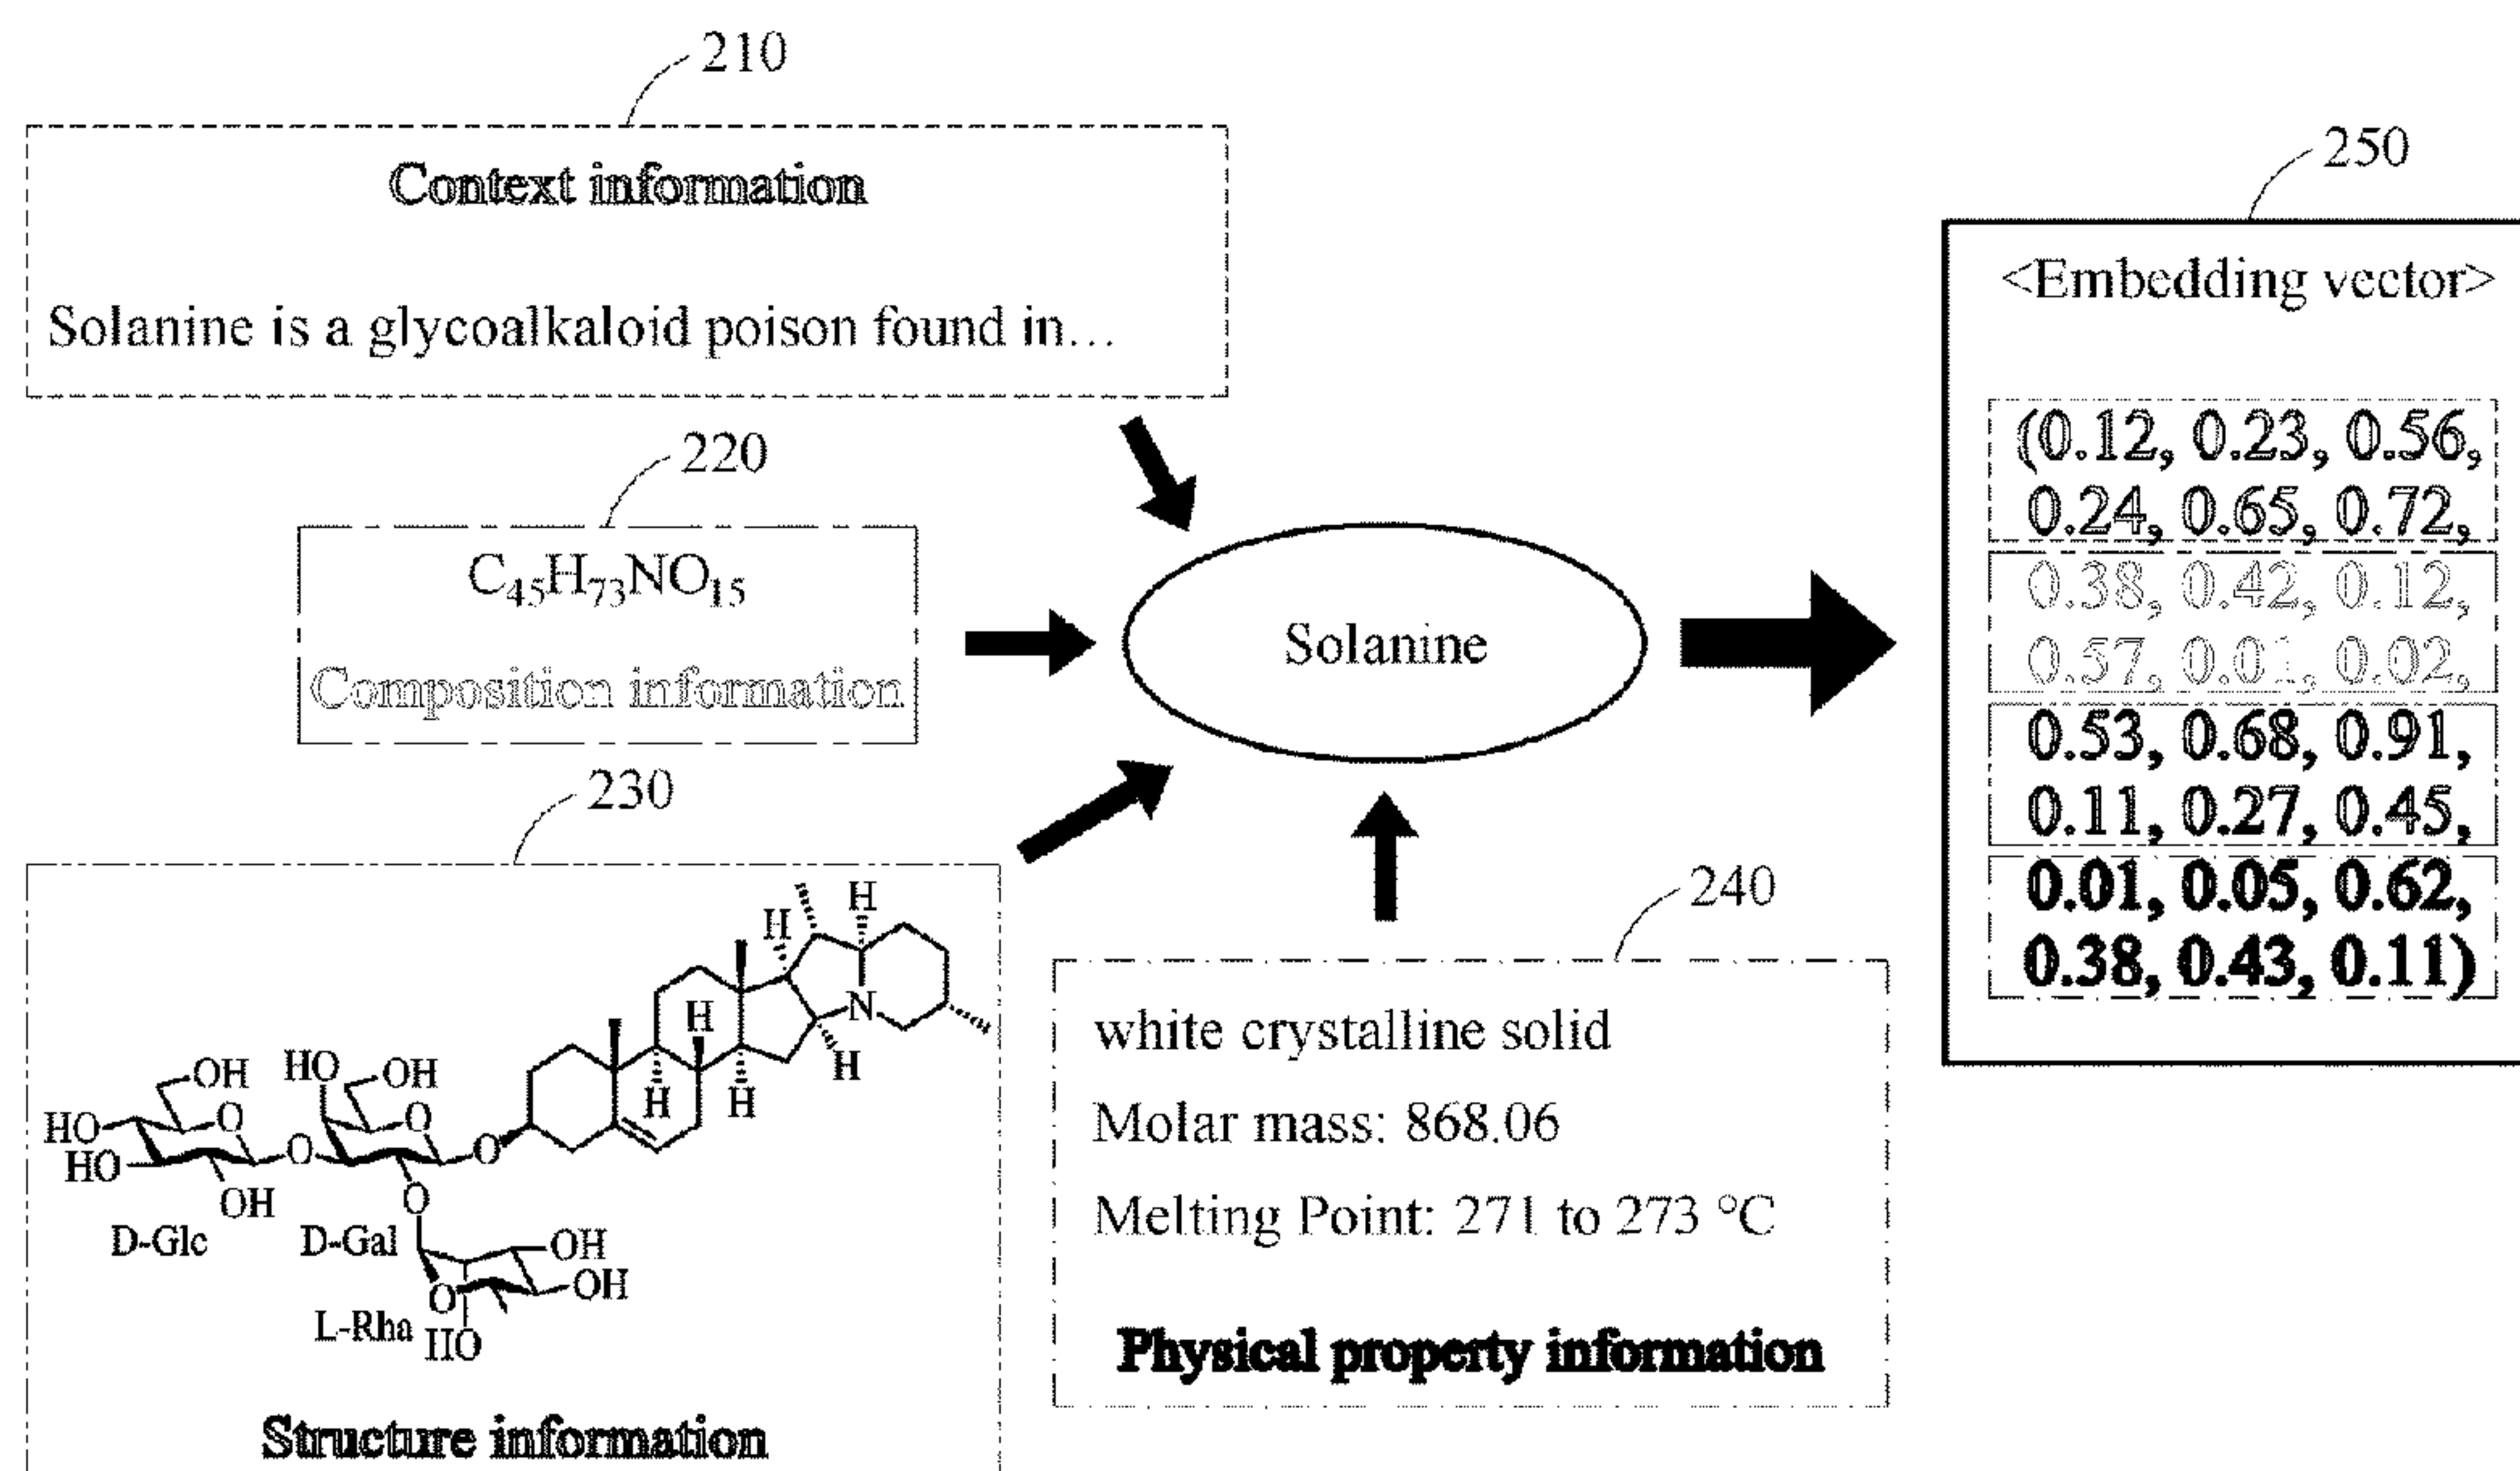 210
Context information
Solanine is a glycoalkaloid poison found in...
220
C₄₅H₇₃NO₁₅
Composition information
230
H
H
H
N
H
H
H
OH
HO
OH
HO
O
O
O
O
HO
OH
O
D-Glc
D-Gal
OH
OH
O
L-Rha
HO
Structure information
Solanine
240
white crystalline solid
Molar mass: 868.06
Melting Point: 271 to 273 °C
Physical property information
250
<Embedding vector>
(0.12, 0.23, 0.56,
0.24, 0.65, 0.72,
0.38, 0.42, 0.12,
0.57, 0.01, 0.02,
0.53, 0.68, 0.91,
0.11, 0.27, 0.45,
0.01, 0.05, 0.62,
0.38, 0.43, 0.11)